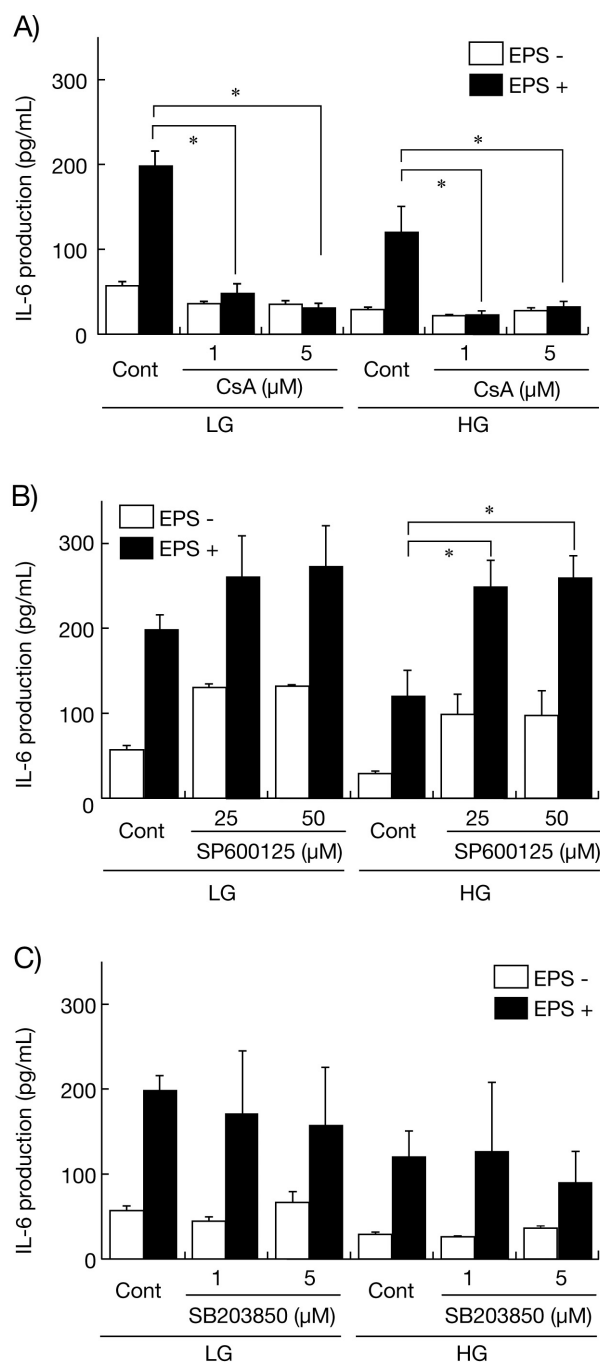 A)
EPS -
EPS +
IL-6 production (pg/mL)
300
200
100
0
*
*
*
*
Cont
1
5
Cont
1
5
CsA (μM)
CsA (μM)
LG
HG
B)
EPS -
EPS +
IL-6 production (pg/mL)
300
200
100
0
*
*
Cont
25
50
Cont
25
50
SP600125 (μM)
SP600125 (μM)
LG
HG
C)
EPS -
EPS +
IL-6 production (pg/mL)
300
200
100
0
Cont
1
5
Cont
1
5
SB203850 (μM)
SB203850 (μM)
LG
HG